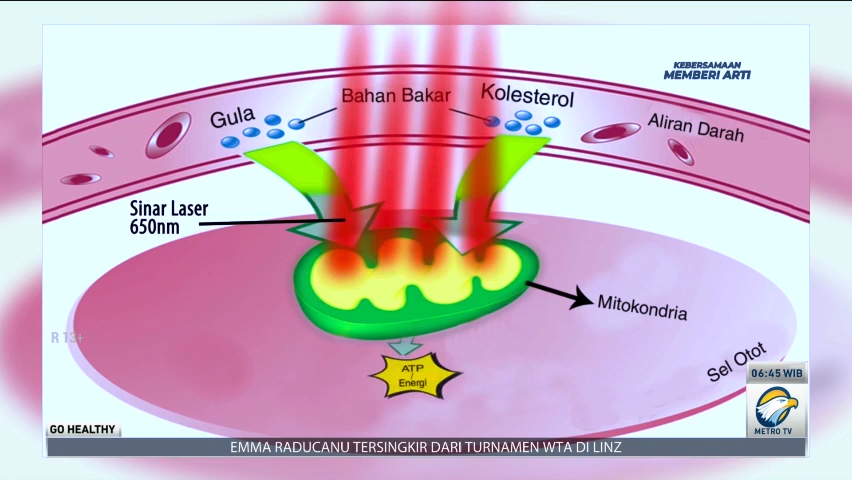 KEBERSAMAAN
MEMBERI ARTI
Gula
Bahan Bakar
Kolesterol
Aliran Darah
Sinar Laser
650nm
Mitokondria
R 13+
ATP
/
Energi
Sel Otot
06:45 WIB
METRO TV
GO HEALTHY
EMMA RADUCANU TERSINGKIR DARI TURNAMEN WTA DI LINZ